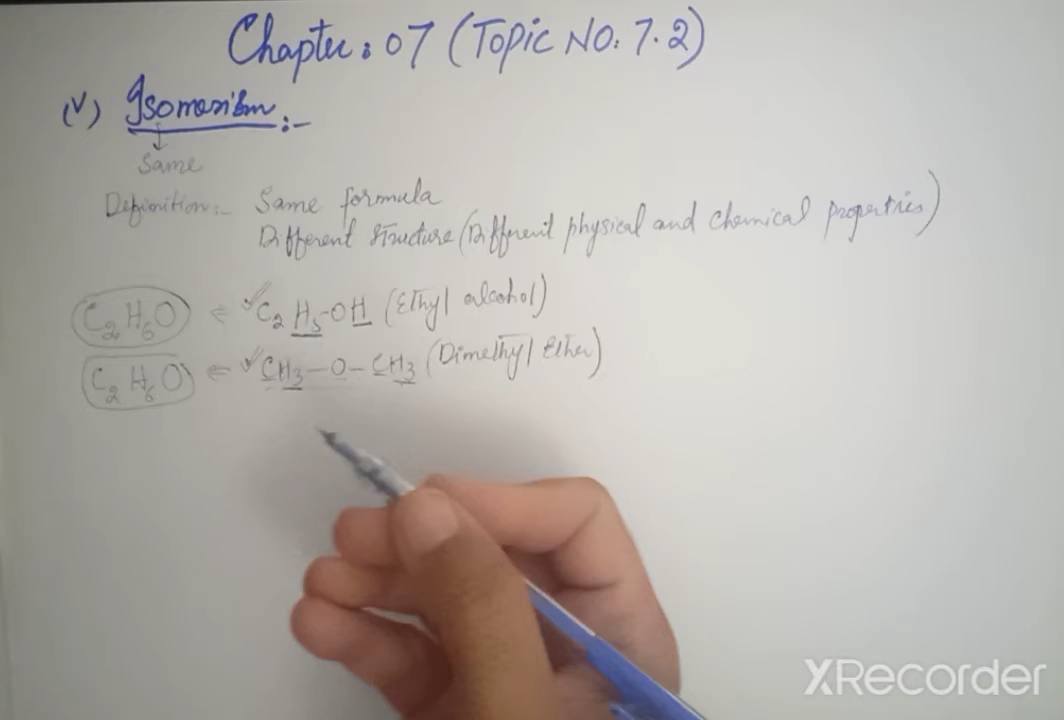 Chapter: 07 (Topic No: 7.2)
(V) Isomerism :-
Same
Definition:- Same formula
Different structure (Different physical and chemical properties)
C₂H₆O ⇐ ✓C₂H₅-OH (Ethyl alcohol)
C₂H₆O ⇐ ✓CH₃-O-CH₃ (Dimethyl Ether)
XRecorder